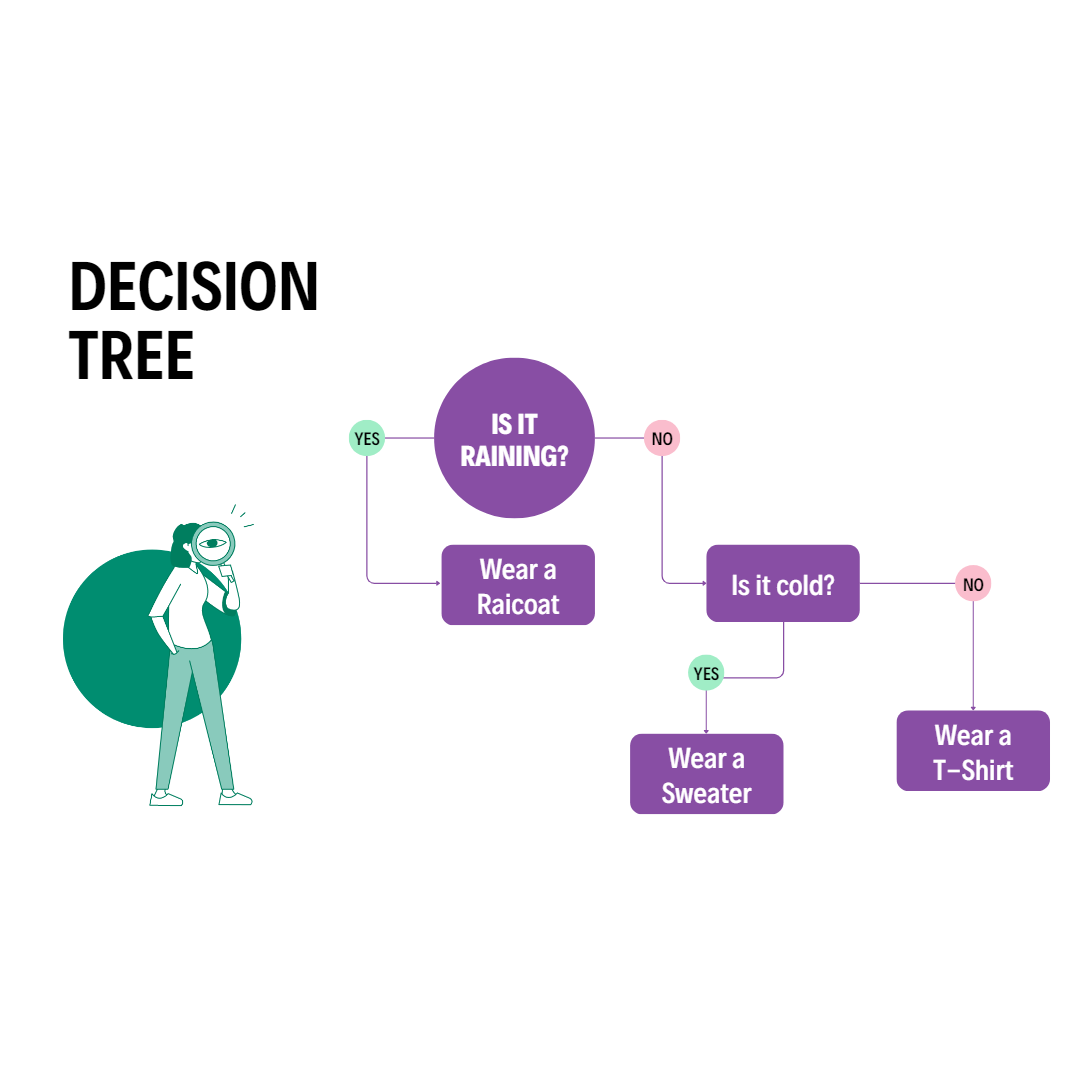 DECISION
TREE
IS IT
RAINING?
YES
NO
Wear a
Raicoat
Is it cold?
NO
YES
Wear a
Sweater
Wear a
T–Shirt